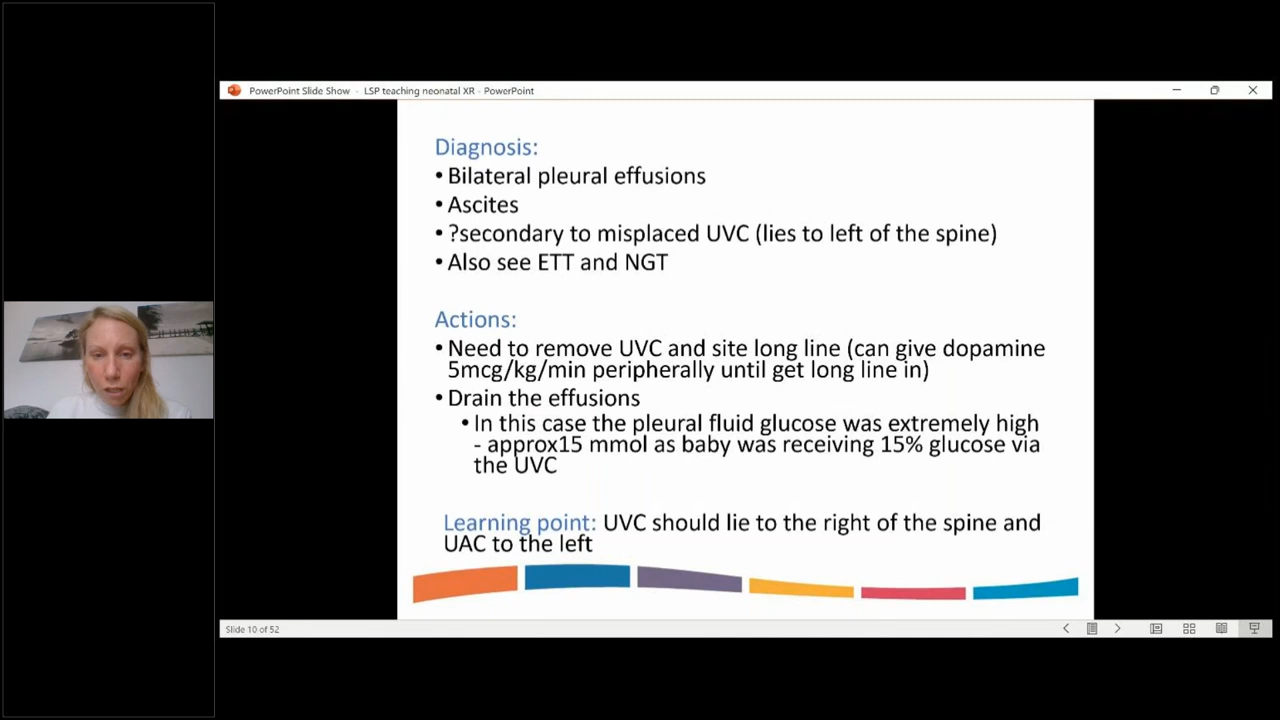 PowerPoint Slide Show - LSP teaching neonatal XR - PowerPoint
Diagnosis:
• Bilateral pleural effusions
• Ascites
• ?secondary to misplaced UVC (lies to left of the spine)
• Also see ETT and NGT
Actions:
• Need to remove UVC and site long line (can give dopamine
5mcg/kg/min peripherally until get long line in)
• Drain the effusions
• In this case the pleural fluid glucose was extremely high
- approx15 mmol as baby was receiving 15% glucose via
the UVC
Learning point: UVC should lie to the right of the spine and
UAC to the left
Slide 10 of 52